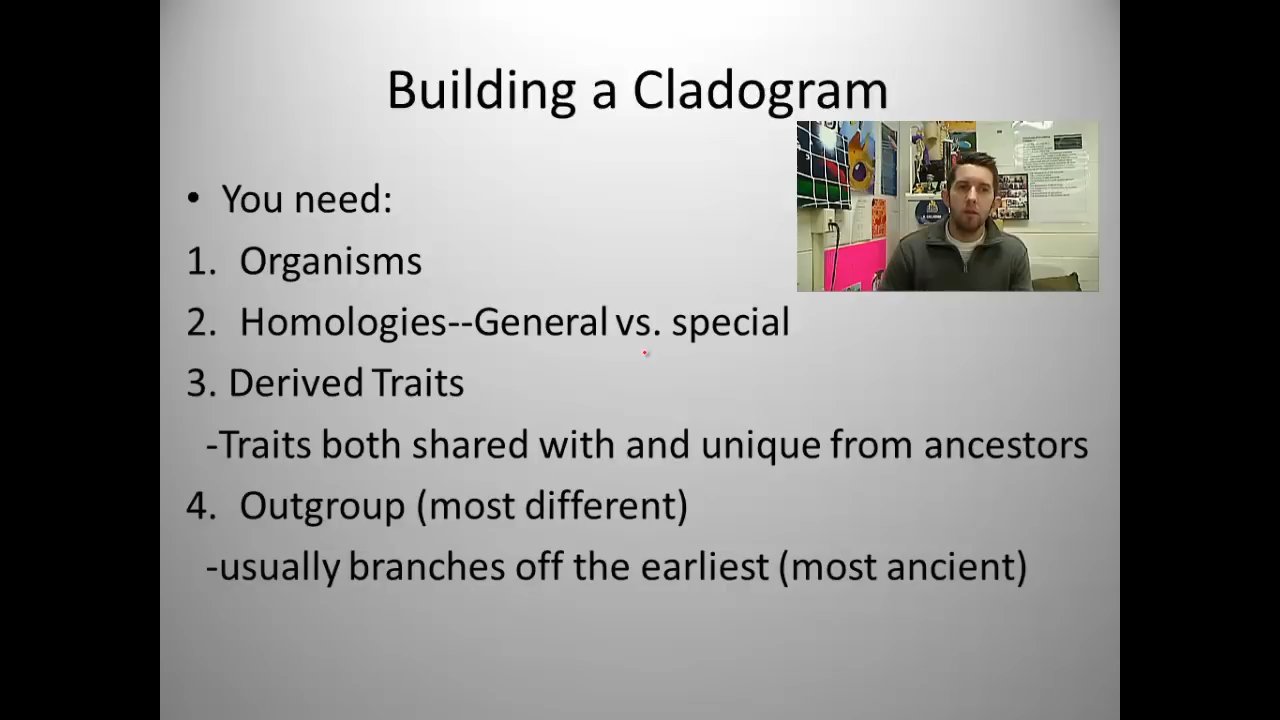 Building a Cladogram
• You need:
1. Organisms
2. Homologies--General vs. special
3. Derived Traits
-Traits both shared with and unique from ancestors
4. Outgroup (most different)
-usually branches off the earliest (most ancient)